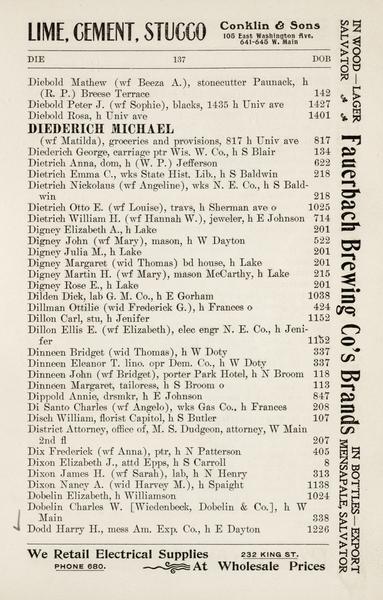 LIME, CEMENT, STUCCO
Conklin & Sons
105 East Washington Ave.
641-645 W. Main
DIE 137 DOB
Diebold Mathew (wf Beeza A.), stonecutter Paunack, h
(R. P.) Breese Terrace 142
Diebold Peter J. (wf Sophie), blacks, 1435 h Univ ave 1427
Diebold Rosa, h Univ ave 1401
DIEDERICH MICHAEL
(wf Matilda), groceries and provisions, 817 h Univ ave 817
Diederich George, carriage ptr Wis. W. Co., h S Blair 134
Dietrich Anna, dom, h (W. P.) Jefferson 622
Dietrich Emma C., wks State Hist. Lib., h S Baldwin 218
Dietrich Nickolaus (wf Angeline), wks N. E. Co., h S Bald-
win 218
Dietrich Otto E. (wf Louise), travs, h Sherman ave o 1025
Dietrich William H. (wf Hannah W.), jeweler, h E Johnson 714
Digney Elizabeth A., h Lake 201
Digney John (wf Mary), mason, h W Dayton 522
Digney Julia M., h Lake 201
Digney Margaret (wid Thomas) bd house, h Lake 201
Digney Martin H. (wf Mary), mason McCarthy, h Lake 215
Digney Rose E., h Lake 201
Dilden Dick, lab G. M. Co., h E Gorham 1038
Dillman Ottilie (wid Frederick G.), h Frances o 424
Dillon Carl, stu, h Jenifer 1152
Dillon Ellis E. (wf Elizabeth), elec engr N. E. Co., h Jeni-
fer 1152
Dinneen Bridget (wid Thomas), h W Doty 337
Dinneen Eleanor T. lino. opr Dem. Co., h W Doty 337
Dinneen John (wf Bridget), porter Park Hotel, h N Broom 118
Dinneen Margaret, tailoress, h S Broom o 113
Dippold Annie, drsmkr, h E Johnson 847
Di Santo Charles (wf Angelo), wks Gas Co., h Frances 208
Disch William, florist Capitol, h S Butler 107
District Attorney, office of, M. S. Dudgeon, attorney, W Main
2nd fl 207
Dix Frederick (wf Anna), ptr, h N Patterson 405
Dixon Elizabeth J., attd Epps, h S Carroll 8
Dixon James H. (wf Sarah), lab, h N Henry 313
Dixon Nancy A. (wid Harvey M.), h Spaight 1138
Dobelin Elizabeth, h Williamson 1024
Dobelin Charles W. [Wiedenbeck, Dobelin & Co.], h W
Main 338
Dodd Harry H., mess Am. Exp. Co., h E Dayton 1226
We Retail Electrical Supplies
PHONE 680.
232 KING ST.
At Wholesale Prices
IN WOOD—LAGER
SALVATOR
Fauerbach Brewing Co's Brands
IN BOTTLES—EXPORT
MENSAPALE, SALVATOR